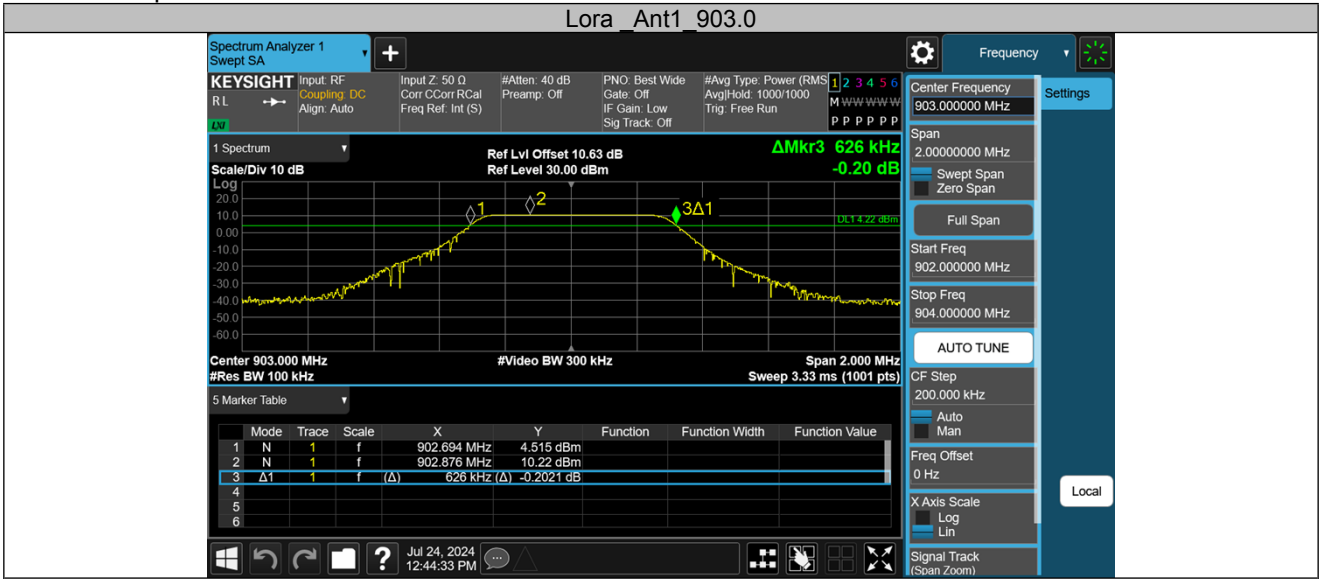 Lora _Ant1_903.0
Spectrum Analyzer 1
Swept SA
+
Frequency
KEYSIGHT
RL
LXI
Input: RF
Coupling: DC
Align: Auto
Input Z: 50 Ω
Corr CCorr RCal
Freq Ref: Int (S)
#Atten: 40 dB
Preamp: Off
PNO: Best Wide
Gate: Off
IF Gain: Low
Sig Track: Off
#Avg Type: Power (RMS
Avg|Hold: 1000/1000
Trig: Free Run
1 2 3 4 5 6
M W W W W W
P P P P P P
1 Spectrum
Scale/Div 10 dB
Ref Lvl Offset 10.63 dB
Ref Level 30.00 dBm
ΔMkr3 626 kHz
-0.20 dB
Log
20.0
10.0
0.00
-10.0
-20.0
-30.0
-40.0
-50.0
-60.0
1
2
3Δ1
DL1 4.22 dBm
Center 903.000 MHz
#Video BW 300 kHz
Span 2.000 MHz
#Res BW 100 kHz
Sweep 3.33 ms (1001 pts)
5 Marker Table
Mode Trace Scale X Y Function Function Width Function Value
1 N 1 f 902.694 MHz 4.515 dBm
2 N 1 f 902.876 MHz 10.22 dBm
3 Δ1 1 f (Δ) 626 kHz (Δ) -0.2021 dB
4
5
6
?
Jul 24, 2024
12:44:33 PM
Center Frequency
903.000000 MHz
Settings
Span
2.00000000 MHz
Swept Span
Zero Span
Full Span
Start Freq
902.000000 MHz
Stop Freq
904.000000 MHz
AUTO TUNE
CF Step
200.000 kHz
Auto
Man
Freq Offset
0 Hz
X Axis Scale
Log
Lin
Local
Signal Track
(Span Zoom)